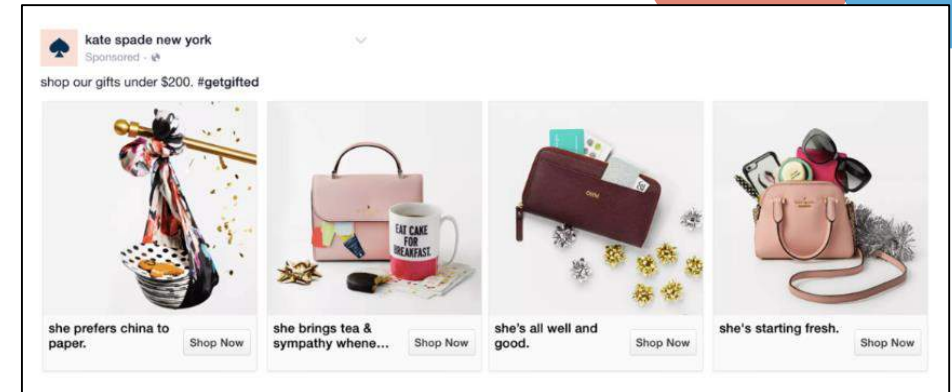 kate spade new york
Sponsored ·
shop our gifts under $200. #getgifted
EAT CAKE
FOR
BREAKFAST.
she prefers china to
paper.
Shop Now
she brings tea &
sympathy whene...
Shop Now
she's all well and
good.
Shop Now
she's starting fresh.
Shop Now